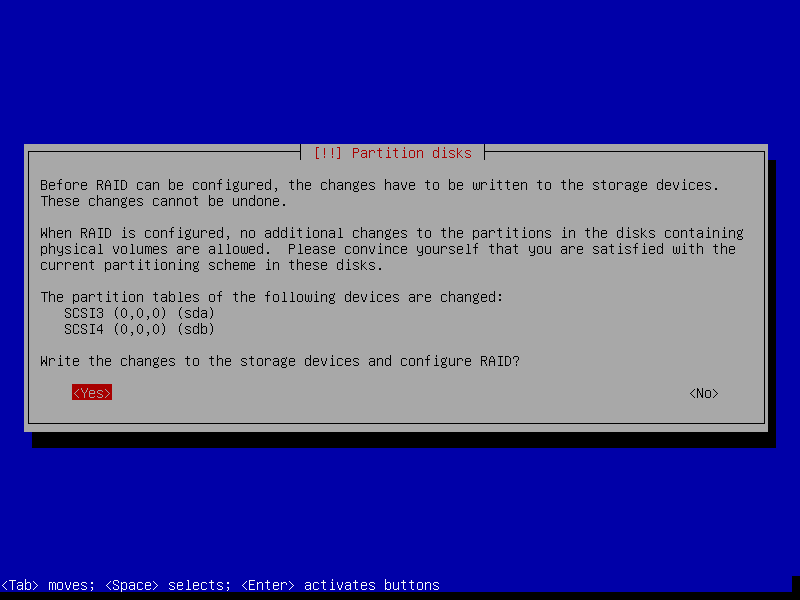 [!!] Partition disks
Before RAID can be configured, the changes have to be written to the storage devices.
These changes cannot be undone.
When RAID is configured, no additional changes to the partitions in the disks containing
physical volumes are allowed.  Please convince yourself that you are satisfied with the
current partitioning scheme in these disks.
The partition tables of the following devices are changed:
SCSI3 (0,0,0) (sda)
SCSI4 (0,0,0) (sdb)
Write the changes to the storage devices and configure RAID?
<Yes> <No>
<Tab> moves; <Space> selects; <Enter> activates buttons